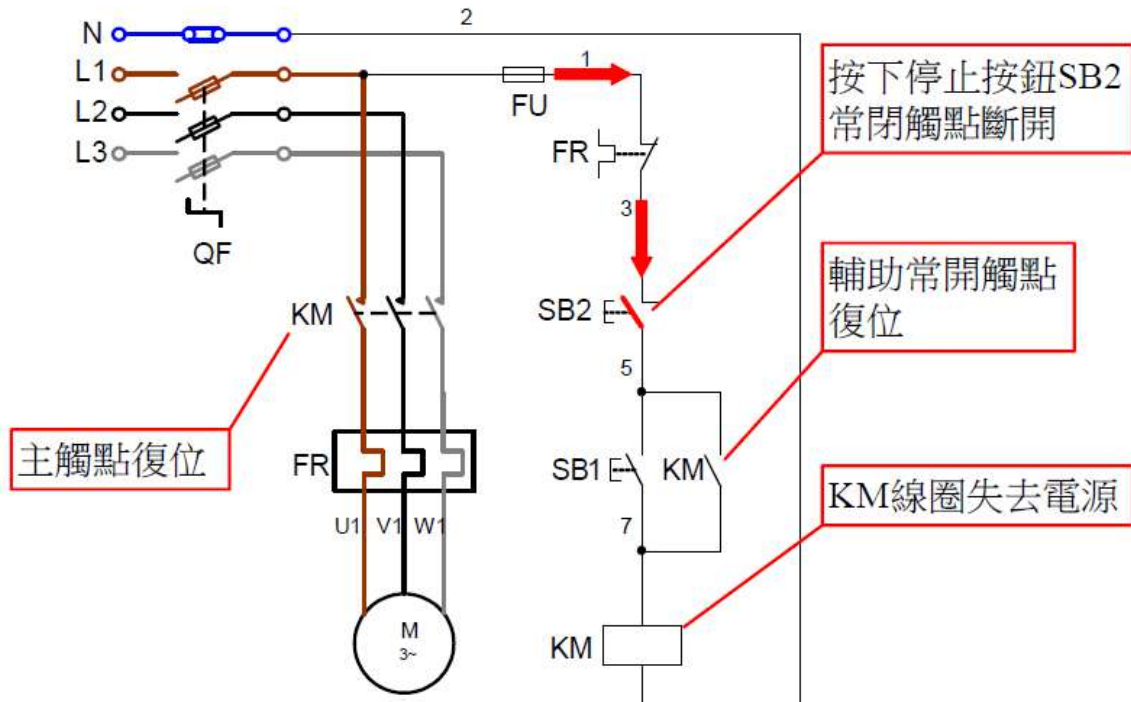 2
N
L1
1
按下停止按鈕SB2
常閉觸點斷開
FU
L2
L3
FR
QF
3
輔助常開觸點
復位
KM
SB2
5
主觸點復位
FR
SB1
KM
KM線圈失去電源
U1 V1 W1
7
M
3~
KM